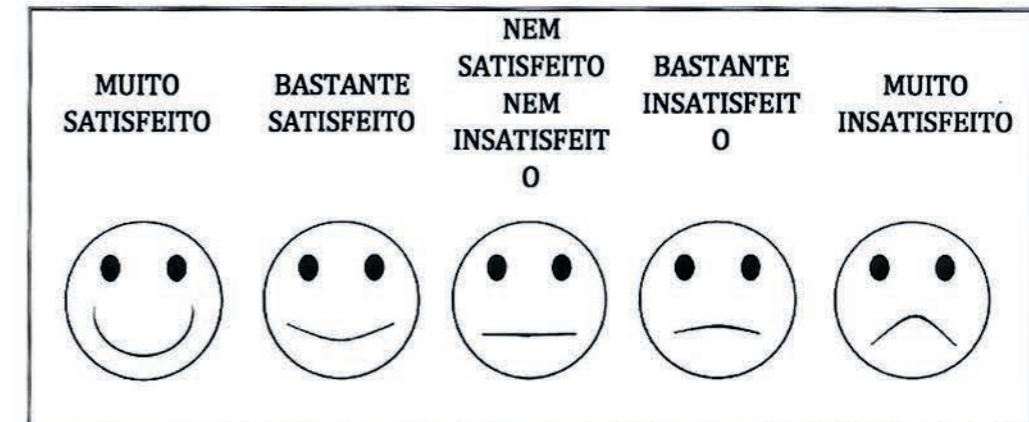 MUITO
SATISFEITO
BASTANTE
SATISFEITO
NEM
SATISFEITO
NEM
INSATISFEIT
O
BASTANTE
INSATISFEIT
O
MUITO
INSATISFEITO